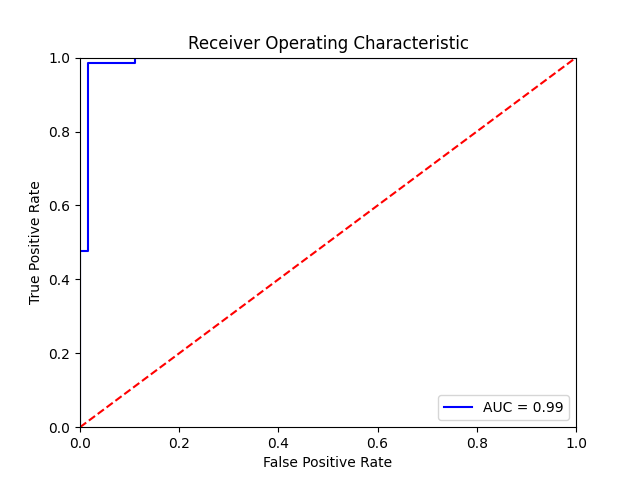 Receiver Operating Characteristic
1.0
0.8
0.6
0.4
0.2
0.0
True Positive Rate
AUC = 0.99
0.0 0.2 0.4 0.6 0.8 1.0
False Positive Rate